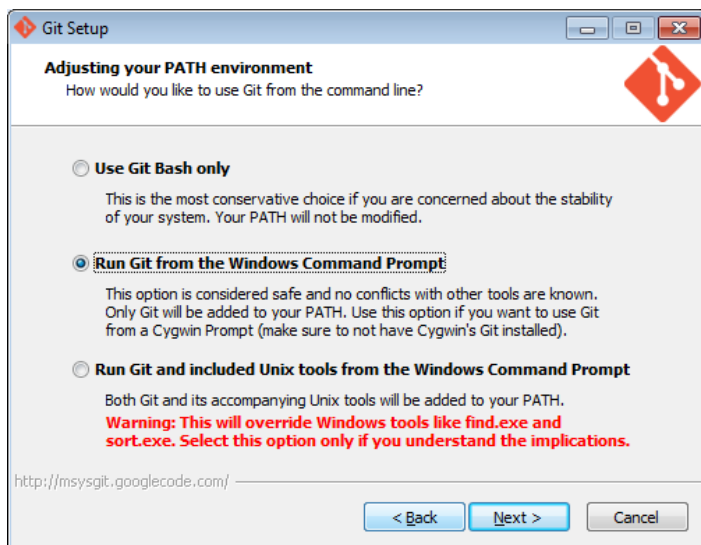 Git Setup
Adjusting your PATH environment
How would you like to use Git from the command line?
Use Git Bash only
This is the most conservative choice if you are concerned about the stability
of your system. Your PATH will not be modified.
Run Git from the Windows Command Prompt
This option is considered safe and no conflicts with other tools are known.
Only Git will be added to your PATH. Use this option if you want to use Git
from a Cygwin Prompt (make sure to not have Cygwin's Git installed).
Run Git and included Unix tools from the Windows Command Prompt
Both Git and its accompanying Unix tools will be added to your PATH.
Warning: This will override Windows tools like find.exe and
sort.exe. Select this option only if you understand the implications.
http://msysgit.googlecode.com/
< Back Next > Cancel